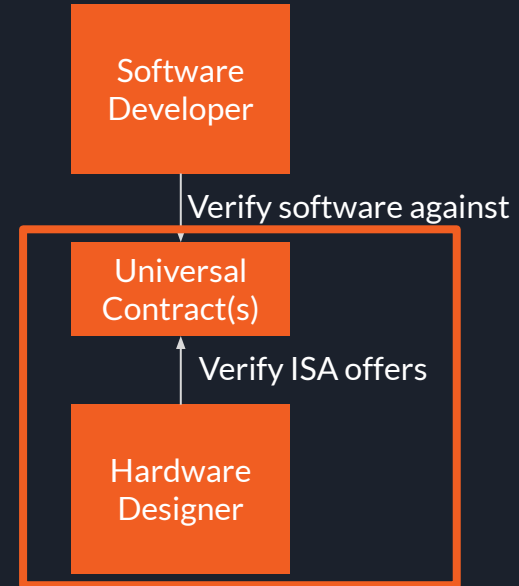 Software
Developer
Verify software against
Universal
Contract(s)
Verify ISA offers
Hardware
Designer